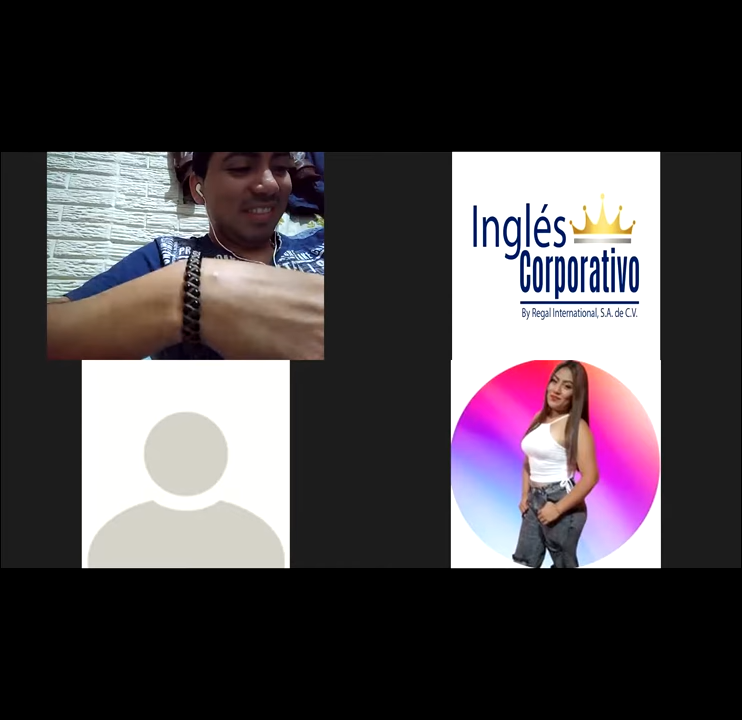 Inglés
Corporativo
By Regal International, S.A. de C.V.